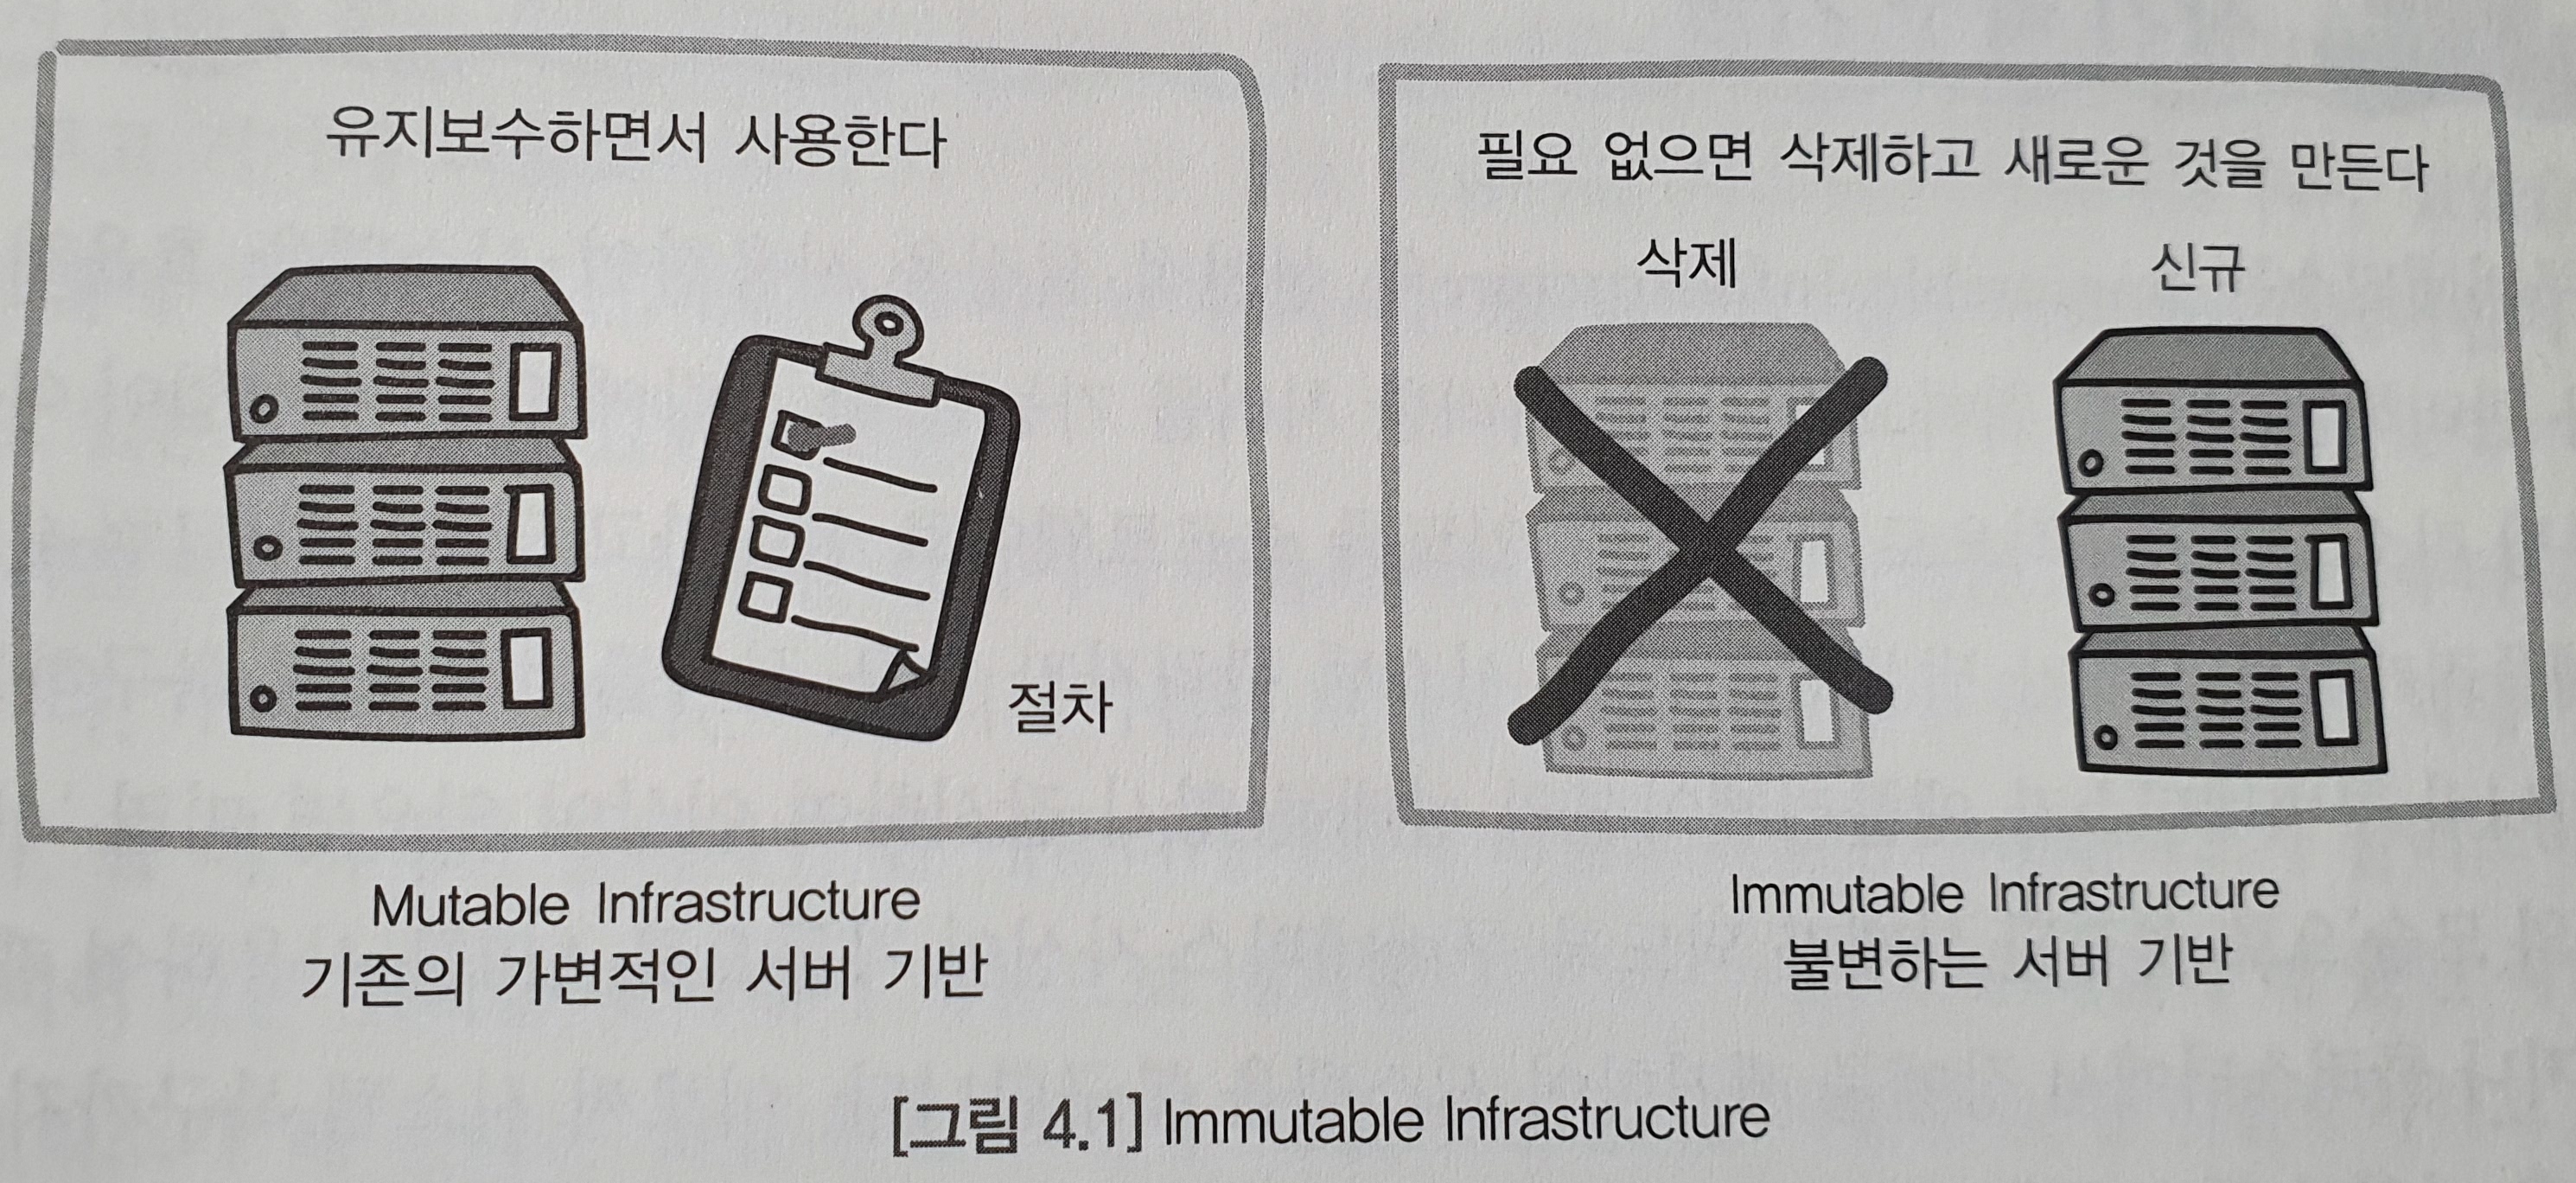 유지보수하면서 사용한다
절차
Mutable Infrastructure
기존의 가변적인 서버 기반
필요 없으면 삭제하고 새로운 것을 만든다
삭제
신규
Immutable Infrastructure
불변하는 서버 기반
[그림 4.1] Immutable Infrastructure